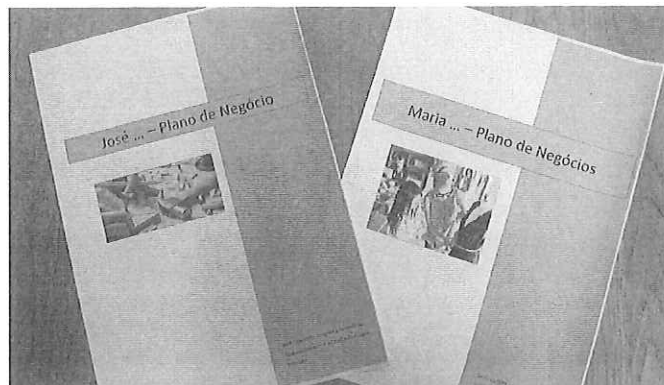 José ... – Plano de Negócio
Maria ... – Plano de Negócios